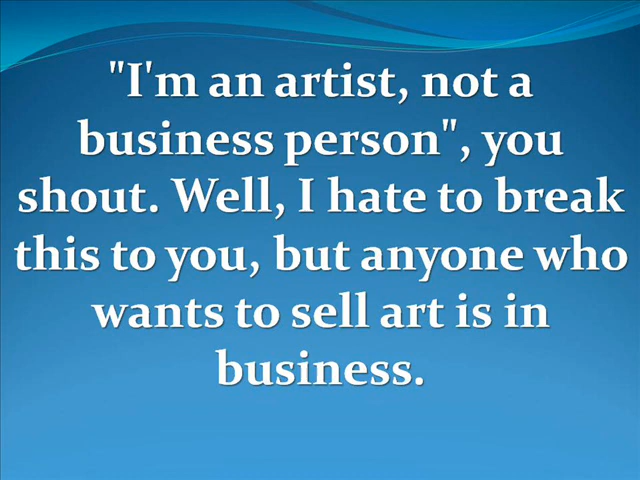 "I'm an artist, not a
business person", you
shout. Well, I hate to break
this to you, but anyone who
wants to sell art is in
business.